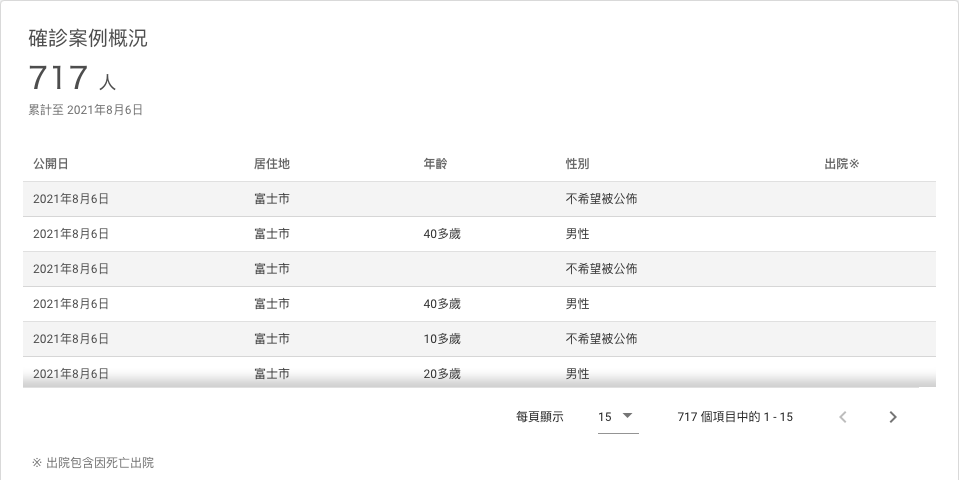 確診案例概況
717 人
累計至 2021年8月6日
公開日 居住地 年齡 性別 出院※
2021年8月6日 富士市 不希望被公佈
2021年8月6日 富士市 40多歲 男性
2021年8月6日 富士市 不希望被公佈
2021年8月6日 富士市 40多歲 男性
2021年8月6日 富士市 10多歲 不希望被公佈
2021年8月6日 富士市 20多歲 男性
每頁顯示 15 717 個項目中的 1 - 15
※ 出院包含因死亡出院